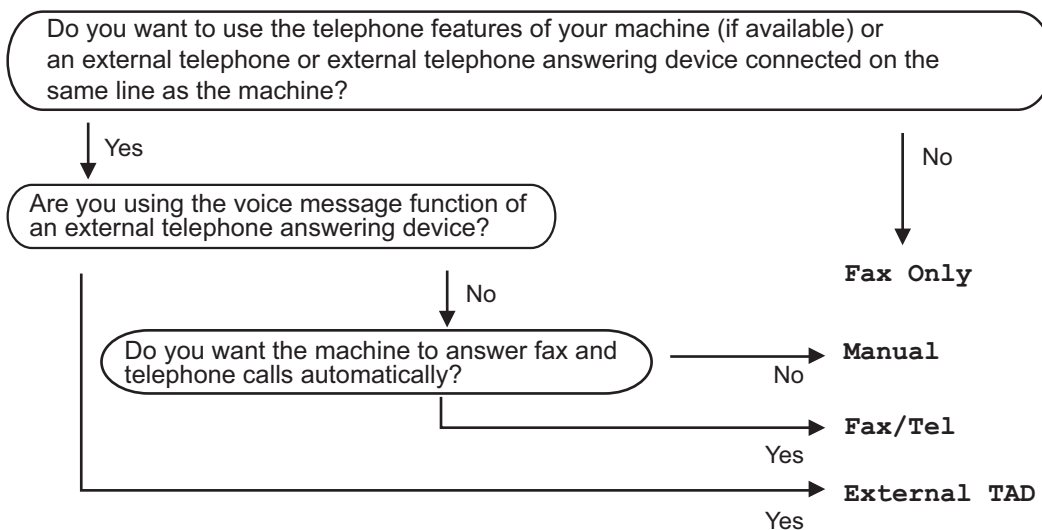 Do you want to use the telephone features of your machine (if available) or
an external telephone or external telephone answering device connected on the
same line as the machine?
Yes
No
Are you using the voice message function of
an external telephone answering device?
Fax Only
No
Do you want the machine to answer fax and
telephone calls automatically?
Manual
No
Fax/Tel
Yes
External TAD
Yes